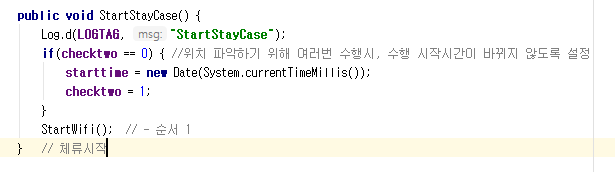 public void StartStayCase() {
Log.d(LOGTAG, msg: "StartStayCase");
if(checktwo == 0) { //위치 파악하기 위해 여러번 수행시, 수행 시작시간이 바뀌지 않도록 설정
starttime = new Date(System.currentTimeMillis());
checktwo = 1;
}
StartWifi(); // - 순서 1
} // 체류시작